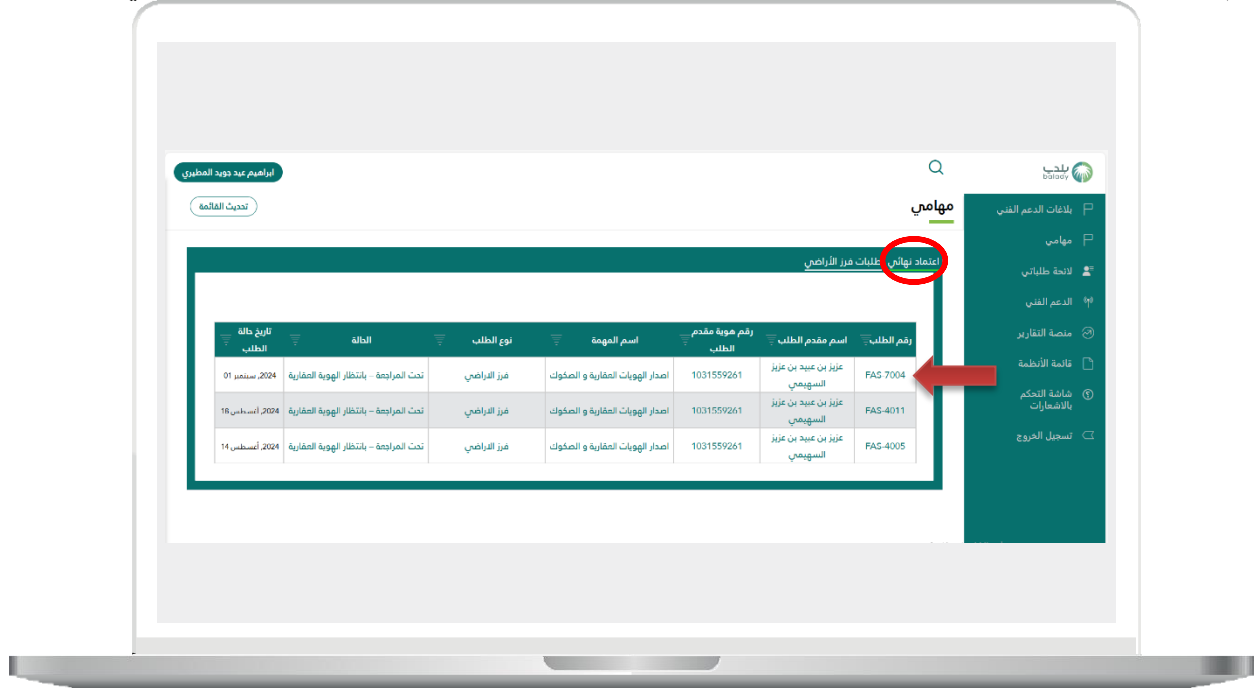 بلدي
balady
ابراهيم عيد جويد المطيري
مهامي
تحديث القائمة
بلاغات الدعم الفني
مهامي
لائحة طلباتي
الدعم الفني
منصة التقارير
قائمة الأنظمة
شاشة التحكم
بالاشعارات
تسجيل الخروج
اعتماد نهائي طلبات فرز الأراضي
رقم الطلب اسم مقدم الطلب رقم هوية مقدم الطلب اسم المهمة نوع الطلب الحالة تاريخ حالة الطلب
FAS-7004 عزيز بن عبيد بن عزيز السهيمي 1031559261 اصدار الهويات العقارية و الصكوك فرز الاراضي تحت المراجعة – بانتظار الهوية العقارية 2024, سبتمبر 01
FAS-4011 عزيز بن عبيد بن عزيز السهيمي 1031559261 اصدار الهويات العقارية و الصكوك فرز الاراضي تحت المراجعة – بانتظار الهوية العقارية 2024, أغسطس 18
FAS-4005 عزيز بن عبيد بن عزيز السهيمي 1031559261 اصدار الهويات العقارية و الصكوك فرز الاراضي تحت المراجعة – بانتظار الهوية العقارية 2024, أغسطس 14